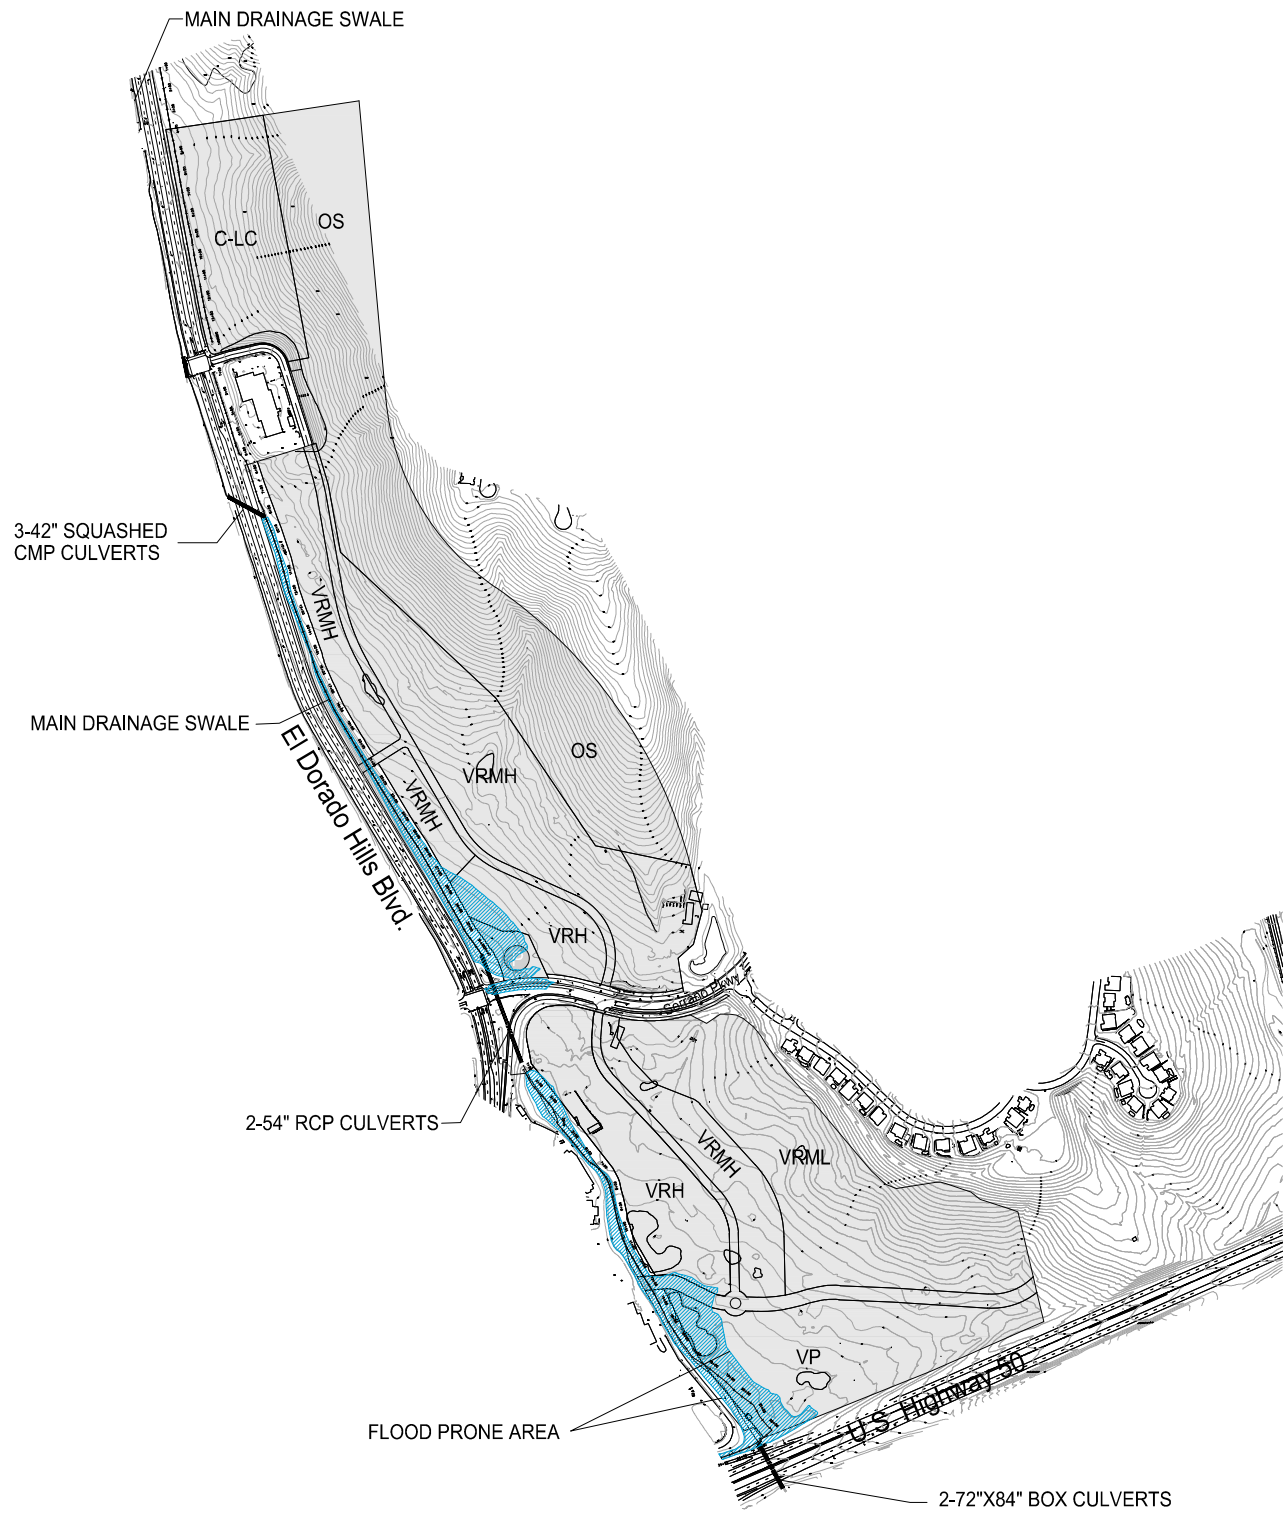 MAIN DRAINAGE SWALE
OS
C-LC
3-42" SQUASHED
CMP CULVERTS
VRMH
MAIN DRAINAGE SWALE
El Dorado Hills Blvd.
OS
VRMH
VRMH
VRH
Serrano Pkwy
2-54" RCP CULVERTS
VRMH
VRML
VRH
VP
U.S. Highway 50
FLOOD PRONE AREA
2-72"X84" BOX CULVERTS